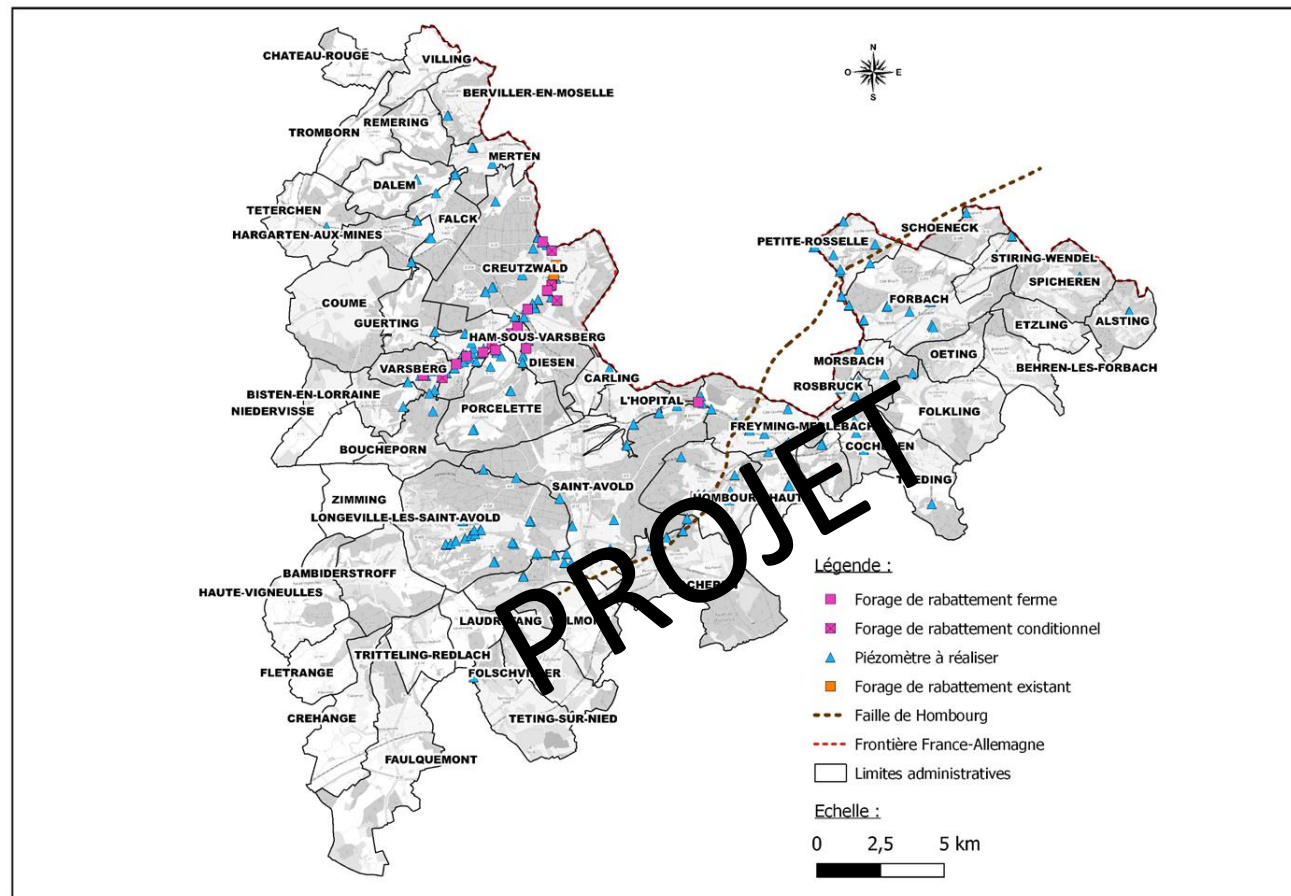 CHATEAU-ROUGE
VILLING
BERVILLER-EN-MOSELLE
REMERING
TROMBORN
MERTEN
DALEM
TETERCHEN
FALCK
HARGARTEN-AUX-MINES
CREUTZWALD
COUME
GUERTING
HAM-SOUS-VARSBERG
VARSBERG
DIESEN
BISTEN-EN-LORRAINE
NIEDERVISSE
PORCELETTE
CARLING
L'HOPITAL
BOUCHEPORN
ZIMMING
SAINT-AVOLD
LONGEVILLE-LES-SAINT-AVOLD
BAMBIDERSTROFF
HAUTE-VIGNEULLES
TRITTELING-REDLACH
FLETRANGE
CREHANGE
TETING-SUR-NIED
FAULQUEMONT
N
O
E
S
SCHOENECK
PETITE-ROSSELLE
STIRING-WENDEL
SPICHEREN
FORBACH
ALSTING
ETZLING
OETING
MORSBACH
BEHREN-LES-FORBACH
ROSBRUCK
FOLKLING
FREYMING-MERLEBACH
PROJET
Légende :
Forage de rabattement ferme
Forage de rabattement conditionnel
Piézomètre à réaliser
Forage de rabattement existant
Faille de Hombourg
Frontière France-Allemagne
Limites administratives
Echelle :
0 2,5 5 km